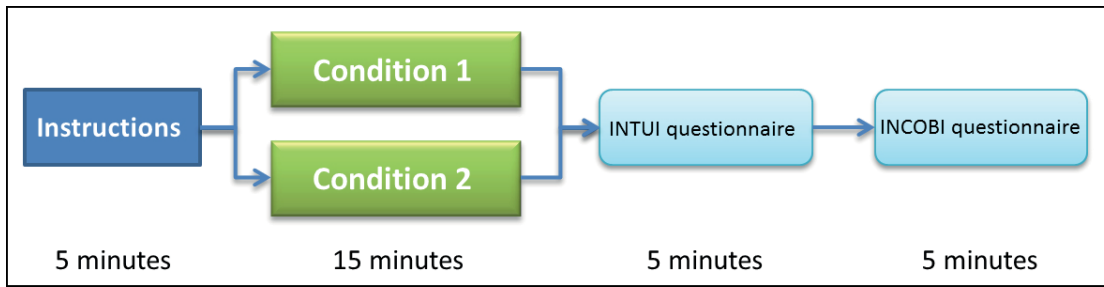 Instructions
Condition 1
Condition 2
INTUI questionnaire
INCOBI questionnaire
5 minutes
15 minutes
5 minutes
5 minutes